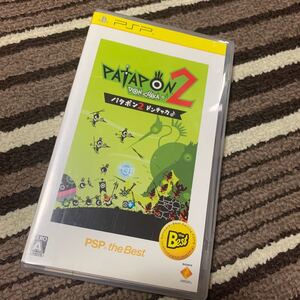 PSP
PATAPON 2
DON CHAKA♪
パタポン2 ドンチャカ♪
PSP® the Best
the Best
A
SONY